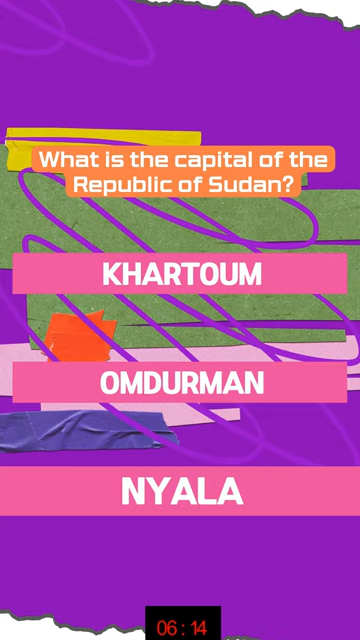 What is the capital of the
Republic of Sudan?
KHARTOUM
OMDURMAN
NYALA
06 : 14